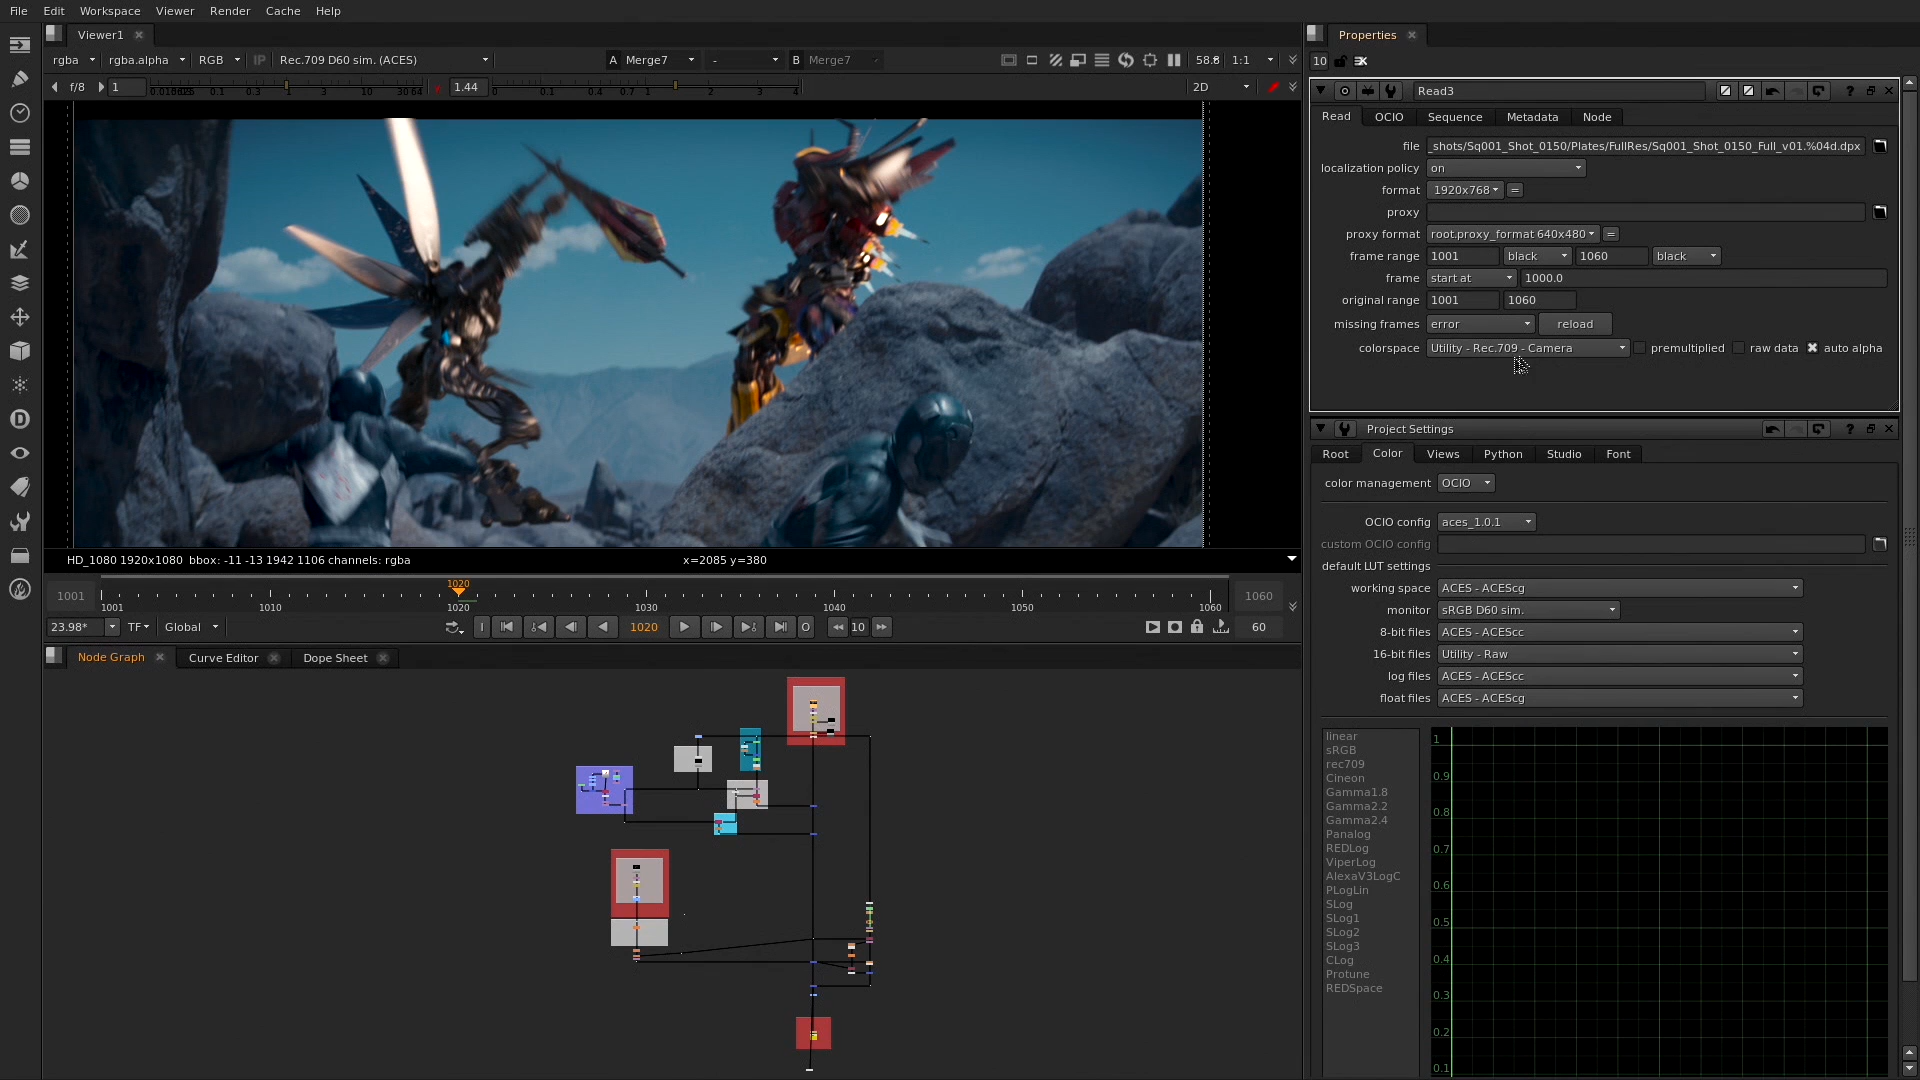 File Edit Workspace Viewer Render Cache Help
Viewer1
rgba rgba.alpha RGB IP Rec.709 D60 sim. (ACES) A Merge7 - B Merge7 1:1
f/8 1 1.44 2D
HD_1080 1920x1080 bbox: -11 -13 1942 1106 channels: rgba x=2085 y=380
1020
1001 1060
1001 1010 1020 1030 1040 1050 1060
23.98* TF Global I 1020 O 10 60
Node Graph Curve Editor Dope Sheet
Properties
10
Read3
Read OCIO Sequence Metadata Node
file _shots/Sq001_Shot_0150/Plates/FullRes/Sq001_Shot_0150_Full_v01.%04d.dpx
localization policy on
format 1920x768 =
proxy
proxy format root.proxy_format 640x480 =
frame range 1001 black 1060 black
frame start at 1000.0
original range 1001 1060
missing frames error reload
colorspace Utility - Rec.709 - Camera premultiplied raw data auto alpha
Project Settings
Root Color Views Python Studio Font
color management OCIO
OCIO config aces_1.0.1
custom OCIO config
default LUT settings
working space ACES - ACEScg
monitor sRGB D60 sim.
8-bit files ACES - ACEScc
16-bit files Utility - Raw
log files ACES - ACEScc
float files ACES - ACEScg
linear
sRGB
rec709
Cineon
Gamma1.8
Gamma2.2
Gamma2.4
Panalog
REDLog
ViperLog
AlexaV3LogC
PLogLin
SLog
SLog1
SLog2
SLog3
CLog
Protune
REDSpace
1
0.9
0.8
0.7
0.6
0.5
0.4
0.3
0.2
0.1